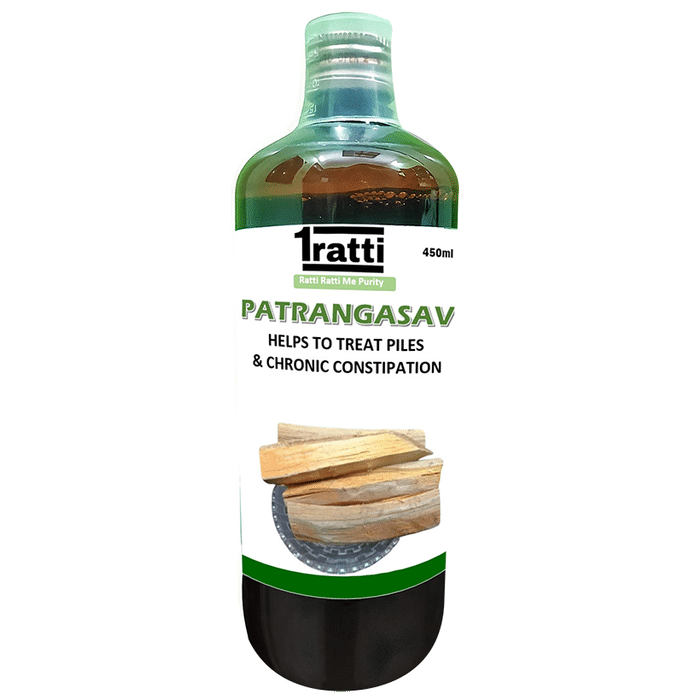 1ratti
450ml
Ratti Ratti Me Purity
PATRANGASAV
HELPS TO TREAT PILES
& CHRONIC CONSTIPATION